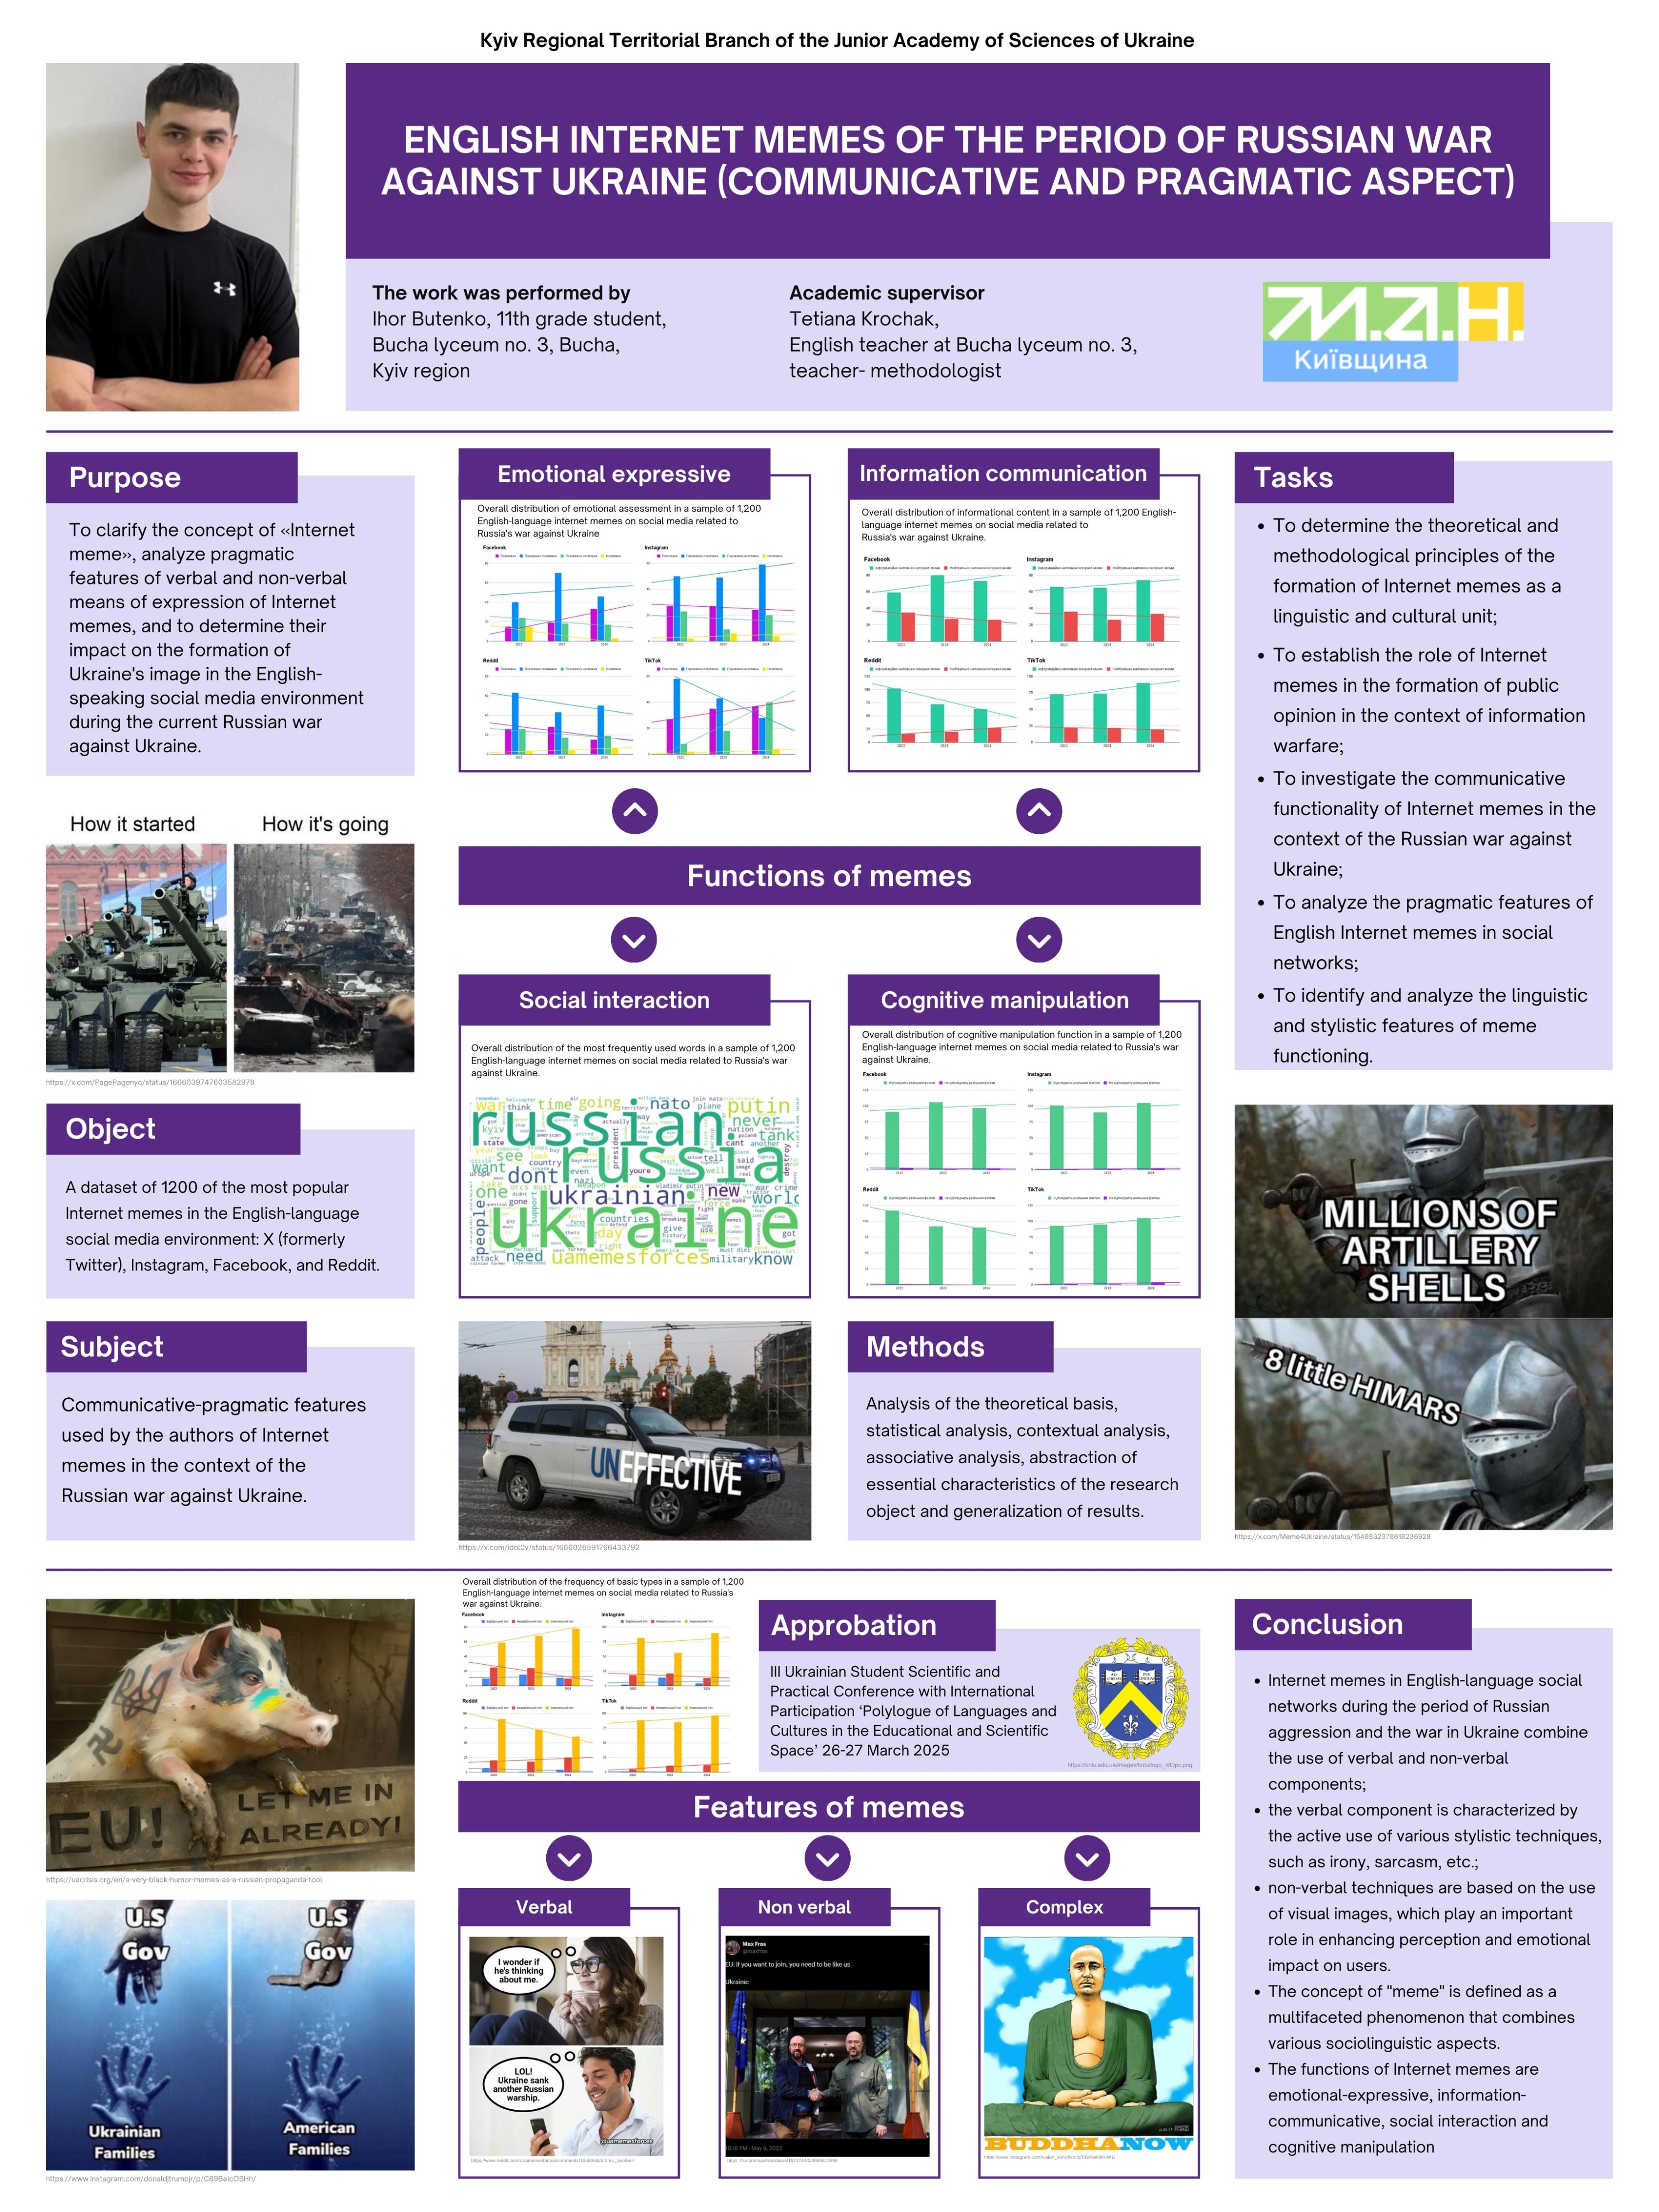 Kyiv Regional Territorial Branch of the Junior Academy of Sciences of Ukraine
ENGLISH INTERNET MEMES OF THE PERIOD OF RUSSIAN WAR
AGAINST UKRAINE (COMMUNICATIVE AND PRAGMATIC ASPECT)
The work was performed by
Ihor Butenko, 11th grade student,
Bucha lyceum no. 3, Bucha,
Kyiv region
Academic supervisor
Tetiana Krochak,
English teacher at Bucha lyceum no. 3,
teacher- methodologist
М.А.Н.
Київщина
Purpose
To clarify the concept of «Internet
meme», analyze pragmatic
features of verbal and non-verbal
means of expression of Internet
memes, and to determine their
impact on the formation of
Ukraine's image in the English-
speaking social media environment
during the current Russian war
against Ukraine.
How it started
How it's going
https://x.com/PagePagenyc/status/1666039747603582978
Object
A dataset of 1200 of the most popular
Internet memes in the English-language
social media environment: X (formerly
Twitter), Instagram, Facebook, and Reddit.
Subject
Communicative-pragmatic features
used by the authors of Internet
memes in the context of the
Russian war against Ukraine.
Emotional expressive
Overall distribution of emotional assessment in a sample of 1,200
English-language internet memes on social media related to
Russia's war against Ukraine
Facebook
Instagram
Reddit
TikTok
Information communication
Overall distribution of informational content in a sample of 1,200 English-
language internet memes on social media related to
Russia's war against Ukraine.
Facebook
Instagram
Reddit
TikTok
Functions of memes
Social interaction
Overall distribution of the most frequently used words in a sample of 1,200
English-language internet memes on social media related to Russia's war
against Ukraine.
war think time going nato plane putin
russian never
kyiv state tank
see russia
want dont country
one ukrainian new world
people ukraine
day countries give
attack need uamemesforces military know
Cognitive manipulation
Overall distribution of cognitive manipulation function in a sample of 1,200
English-language internet memes on social media related to Russia's war
against Ukraine.
Facebook
Instagram
Reddit
TikTok
UNEFFECTIVE
https://x.com/idol0v/status/1666026591766433792
Methods
Analysis of the theoretical basis,
statistical analysis, contextual analysis,
associative analysis, abstraction of
essential characteristics of the research
object and generalization of results.
Tasks
To determine the theoretical and
methodological principles of the
formation of Internet memes as a
linguistic and cultural unit;
To establish the role of Internet
memes in the formation of public
opinion in the context of information
warfare;
To investigate the communicative
functionality of Internet memes in the
context of the Russian war against
Ukraine;
To analyze the pragmatic features of
English Internet memes in social
networks;
To identify and analyze the linguistic
and stylistic features of meme
functioning.
MILLIONS OF
ARTILLERY
SHELLS
8 little HIMARS
https://x.com/Meme4Ukraine/status/1546932378618236928
EU!
LET ME IN
ALREADY!
https://uacrisis.org/en/a-very-black-humor-memes-as-a-russian-propaganda-tool
U.S
Gov
U.S
Gov
Ukrainian
Families
American
Families
https://www.instagram.com/donaldjtrumpjr/p/C69BeicOSHh/
Overall distribution of the frequency of basic types in a sample of 1,200
English-language internet memes on social media related to Russia's
war against Ukraine.
Facebook
Instagram
Reddit
TikTok
Approbation
III Ukrainian Student Scientific and
Practical Conference with International
Participation ‘Polylogue of Languages and
Cultures in the Educational and Scientific
Space’ 26-27 March 2025
https://knlu.edu.ua/images/knlu/logo_480px.png
Features of memes
Verbal
I wonder if
he's thinking
about me.
LOL!
Ukraine sank
another Russian
warship.
@uamemesforces
Non verbal
Max Fras
@maxfras
EU: if you want to join, you need to be like us
Ukraine:
10:18 PM · May 5, 2022
Complex
BUDDHANOW
Conclusion
Internet memes in English-language social
networks during the period of Russian
aggression and the war in Ukraine combine
the use of verbal and non-verbal
components;
the verbal component is characterized by
the active use of various stylistic techniques,
such as irony, sarcasm, etc.;
non-verbal techniques are based on the use
of visual images, which play an important
role in enhancing perception and emotional
impact on users.
The concept of "meme" is defined as a
multifaceted phenomenon that combines
various sociolinguistic aspects.
The functions of Internet memes are
emotional-expressive, information-
communicative, social interaction and
cognitive manipulation